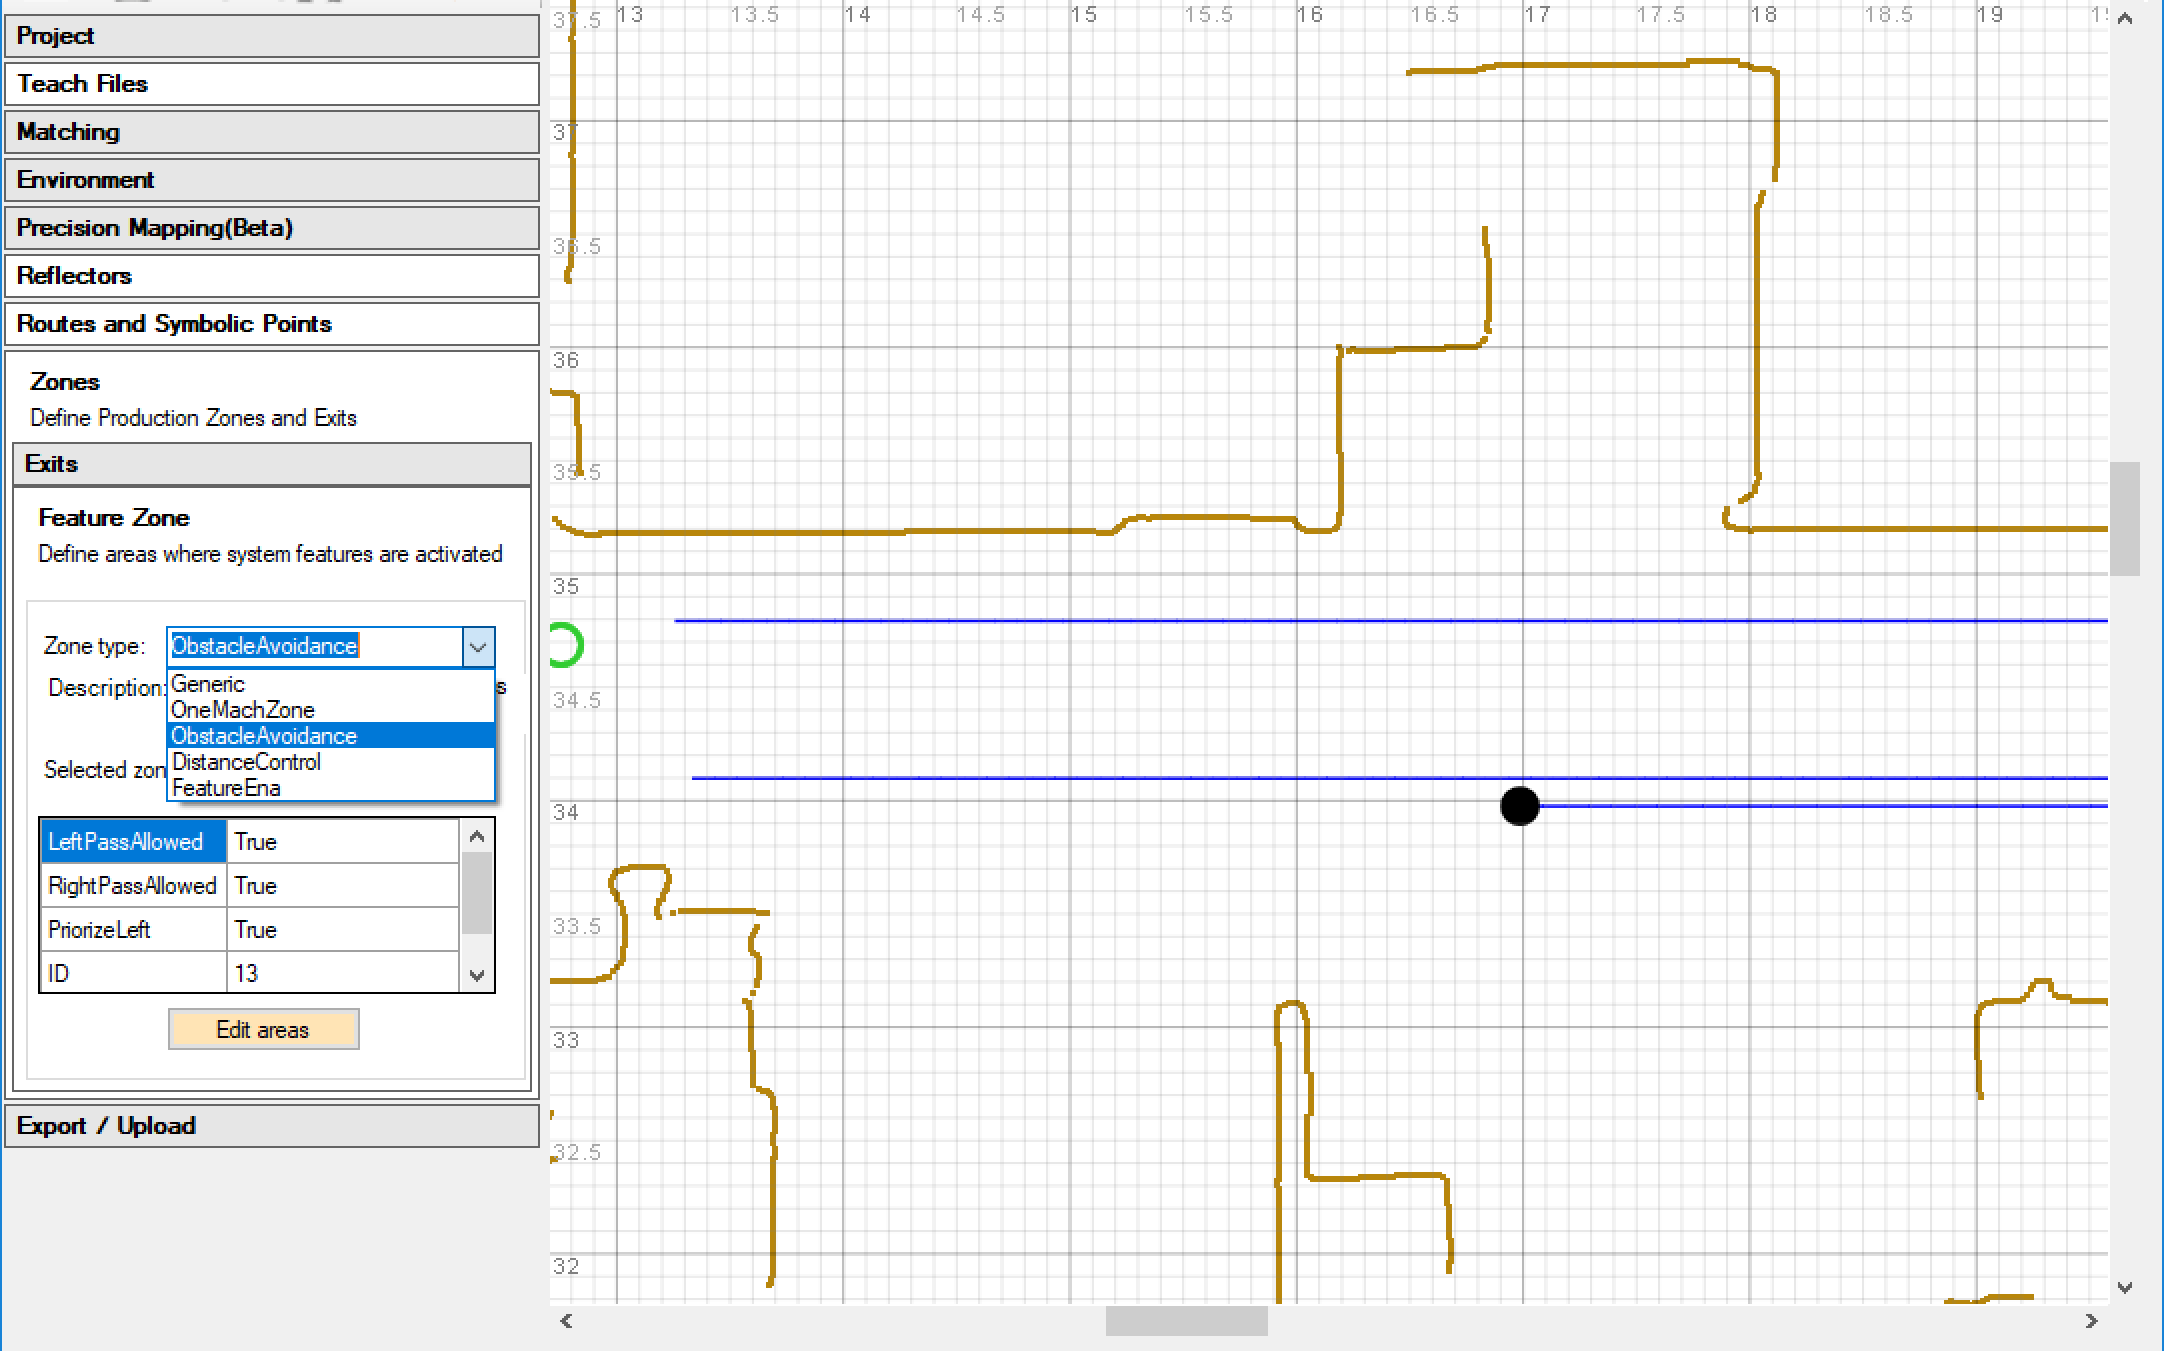 Project
Teach Files
Matching
Environment
Precision Mapping(Beta)
Reflectors
Routes and Symbolic Points
Zones
Define Production Zones and Exits
Exits
Feature Zone
Define areas where system features are activated
Zone type: ObstacleAvoidance
Description: s
Generic
OneMachZone
ObstacleAvoidance
DistanceControl
FeatureEna
Selected zon
LeftPassAllowed True
RightPassAllowed True
PriorizeLeft True
ID 13
Edit areas
Export / Upload
13 13.5 14 14.5 15 15.5 16 16.5 17 17.5 18 18.5 19
37.5
37
36.5
36
35.5
35
34.5
34
33.5
33
32.5
32